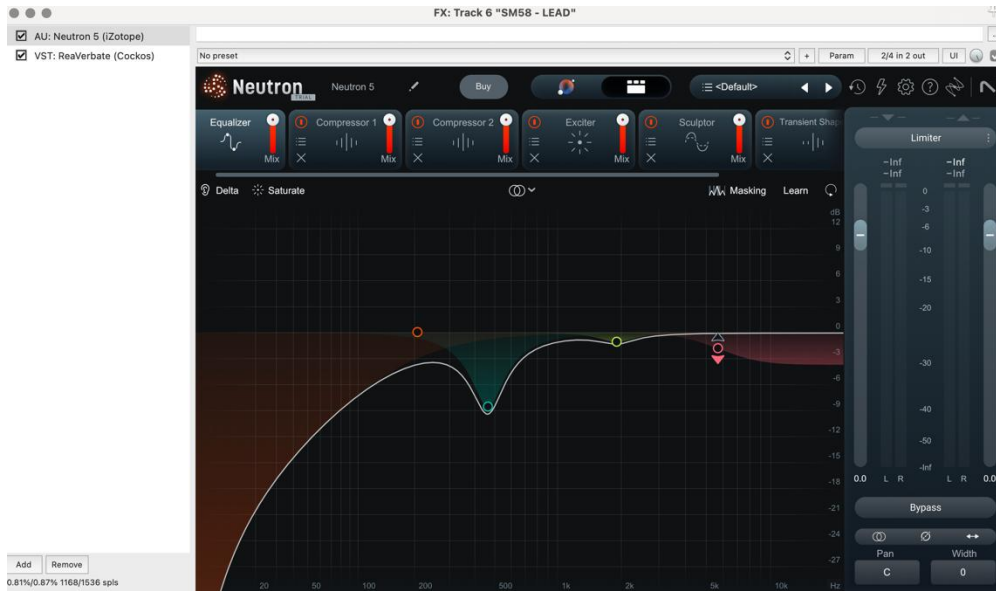 FX: Track 6 "SM58 - LEAD"
AU: Neutron 5 (iZotope)
VST: ReaVerbate (Cockos)
No preset
+
Param
2/4 in 2 out
UI
Neutron
TRIAL
Neutron 5
Buy
<Default>
Equalizer
Mix
Compressor 1
Mix
Compressor 2
Mix
Exciter
Mix
Sculptor
Mix
Transient Shap
Limiter
Delta
Saturate
Masking
Learn
-Inf -Inf
-Inf -Inf
dB
12
9
6
3
0
-3
-6
-9
-12
-15
-18
-21
-24
-27
20 50 100 200 500 1k 2k 5k 10k Hz
0
-3
-6
-10
-15
-20
-30
-40
-50
-Inf
0.0 L R L R 0.0
Bypass
Pan Width
C 0
Add Remove
0.81%/0.87% 1168/1536 spls